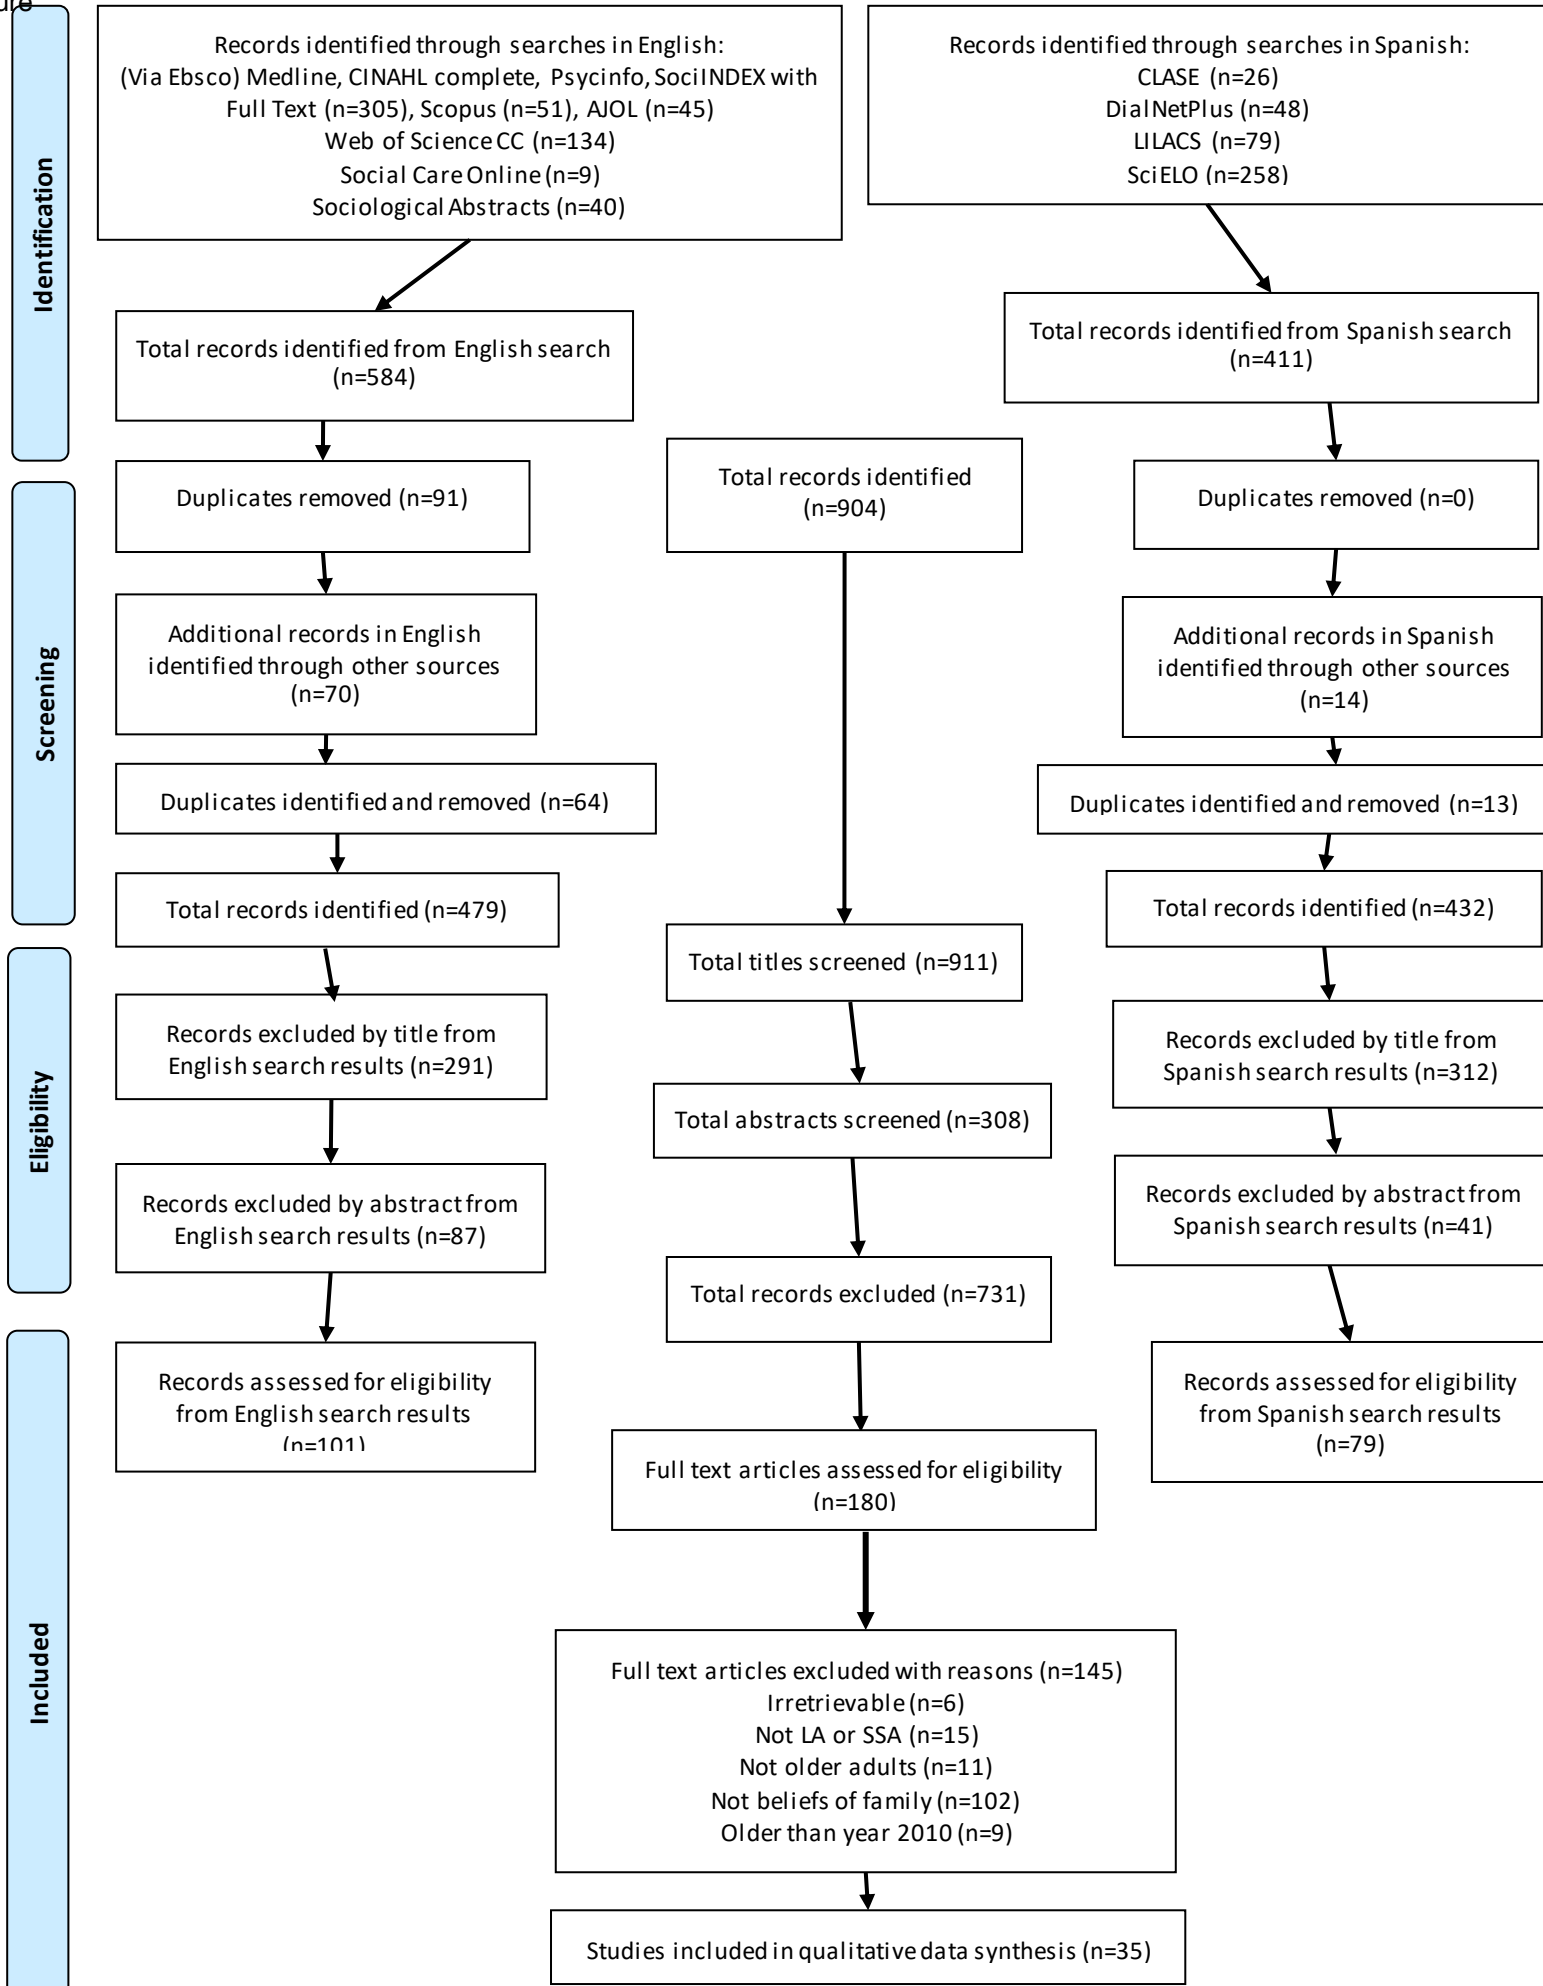 Identification
Records identified through searches in English:
(Via Ebsco) Medline, CINAHL complete, Psycinfo, SociINDEX with
Full Text (n=305), Scopus (n=51), AJOL (n=45)
Web of Science CC (n=134)
Social Care Online (n=9)
Sociological Abstracts (n=40)
Records identified through searches in Spanish:
CLASE (n=26)
DialNetPlus (n=48)
LILACS (n=79)
SciELO (n=258)
Total records identified from English search
(n=584)
Total records identified from Spanish search
(n=411)
Screening
Duplicates removed (n=91)
Total records identified
(n=904)
Duplicates removed (n=0)
Additional records in English
identified through other sources
(n=70)
Additional records in Spanish
identified through other sources
(n=14)
Duplicates identified and removed (n=64)
Duplicates identified and removed (n=13)
Total records identified (n=479)
Total records identified (n=432)
Total titles screened (n=911)
Eligibility
Records excluded by title from
English search results (n=291)
Records excluded by title from
Spanish search results (n=312)
Total abstracts screened (n=308)
Records excluded by abstract from
English search results (n=87)
Records excluded by abstract from
Spanish search results (n=41)
Total records excluded (n=731)
Included
Records assessed for eligibility
from English search results
(n=101)
Records assessed for eligibility
from Spanish search results
(n=79)
Full text articles assessed for eligibility
(n=180)
Full text articles excluded with reasons (n=145)
Irretrievable (n=6)
Not LA or SSA (n=15)
Not older adults (n=11)
Not beliefs of family (n=102)
Older than year 2010 (n=9)
Studies included in qualitative data synthesis (n=35)